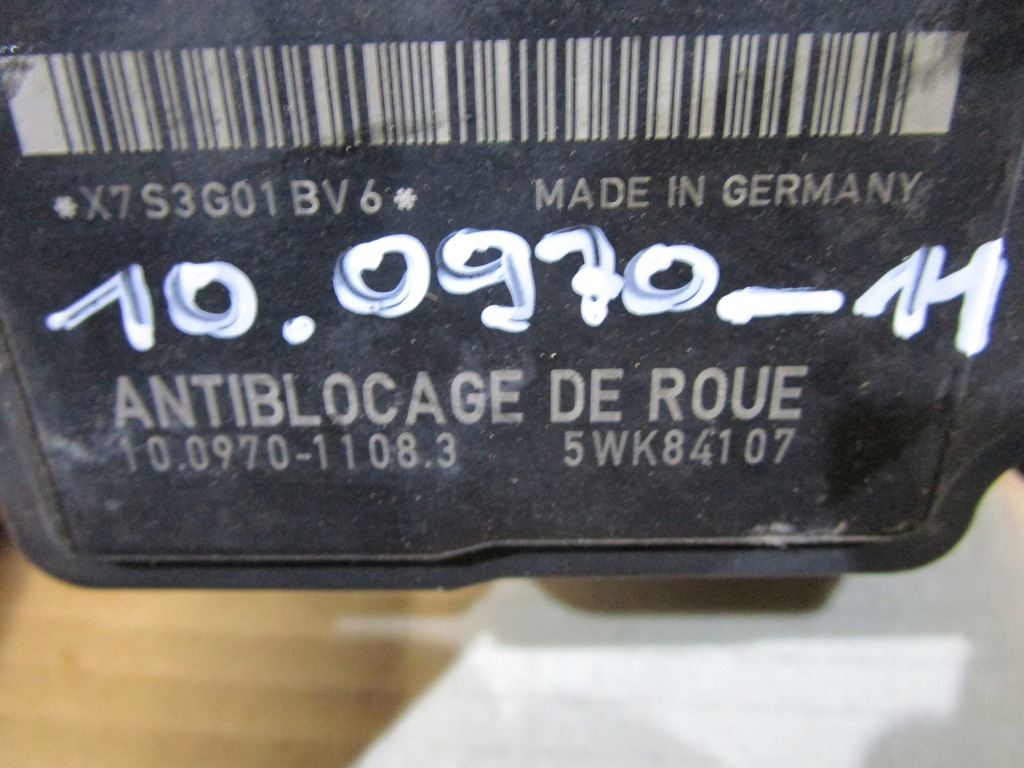 *X7S3G01BV6* MADE IN GERMANY
10.0970-11
ANTIBLOCAGE DE ROUE
10.0970-1108.3 5WK84107